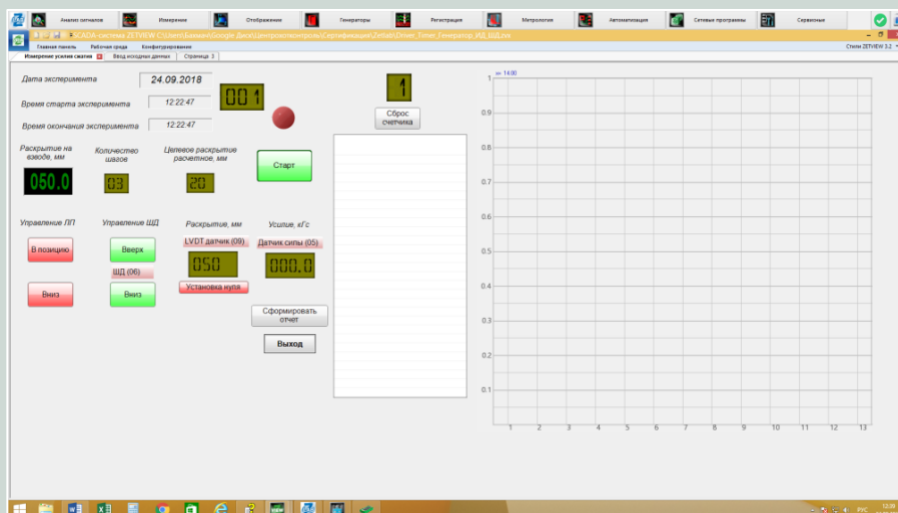 Анализ сигналов Измерение Отображение Генераторы Регистрация Метрология Автоматизация Сетевые программы Сервисные
SCADA-система ZETVIEW
Главная панель Рабочая среда Конфигурирование
Стили ZETVIEW 3.2
Измерение усилия сжатия Ввод исходных данных Страница 3
Дата эксперимента 24.09.2018
001
1
Время старта эксперимента 12:22:47
Сброс
счетчика
Время окончания эксперимента 12:22:47
Раскрытие на
взводе, мм
Количество
шагов
Целевое раскрытие
расчетное, мм
050.0 03 20
Старт
Управление ЛП Управление ШД Раскрытие, мм Усилие, кГс
В позицию Вверх LVDT датчик (09) Датчик силы (05)
ШД (06) 050 000.0
Вниз Вниз Установка нуля
Сформировать
отчет
Выход
14.00
1
0.9
0.8
0.7
0.6
0.5
0.4
0.3
0.2
0.1
1 2 3 4 5 6 7 8 9 10 11 12 13
РУС